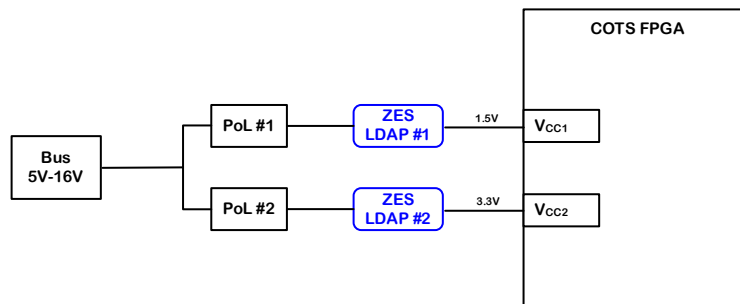 COTS FPGA
PoL #1
ZES
LDAP #1
1.5V
VCC1
Bus
5V-16V
PoL #2
ZES
LDAP #2
3.3V
VCC2